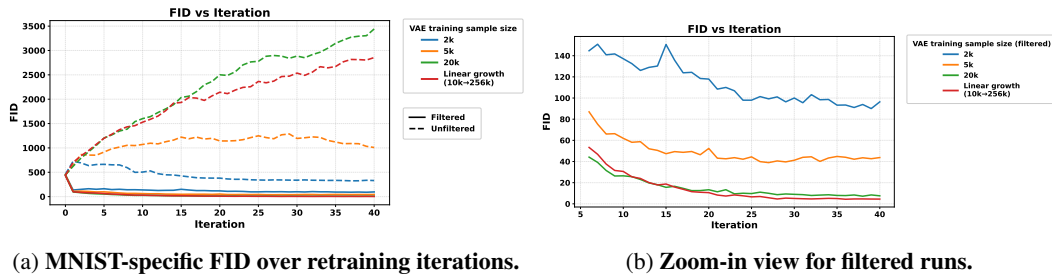 FID vs Iteration
3500
3000
2500
2000
1500
1000
500
0
FID
0 5 10 15 20 25 30 35 40
Iteration
VAE training sample size
2k
5k
20k
Linear growth
(10k→256k)
Filtered
Unfiltered
FID vs Iteration
140
120
100
80
60
40
20
0
FID
5 10 15 20 25 30 35 40
Iteration
VAE training sample size (filtered)
2k
5k
20k
Linear growth
(10k→256k)
(a) MNIST-specific FID over retraining iterations.
(b) Zoom-in view for filtered runs.